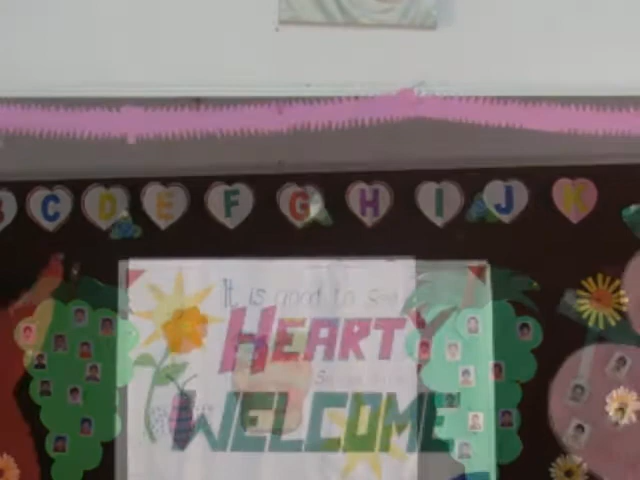 B C D E F G H I J K
It is good to see
HEARTY
WELCOME